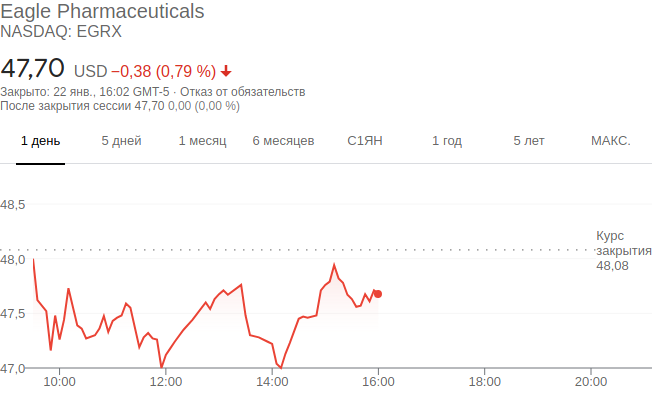 Eagle Pharmaceuticals
NASDAQ: EGRX
47,70 USD −0,38 (0,79 %)
Закрыто: 22 янв., 16:02 GMT-5 · Отказ от обязательств
После закрытия сессии 47,70 0,00 (0,00 %)
1 день 5 дней 1 месяц 6 месяцев С1ЯН 1 год 5 лет МАКС.
48,5
Курс
закрытия
48,08
48,0
47,5
47,0
10:00 12:00 14:00 16:00 18:00 20:00